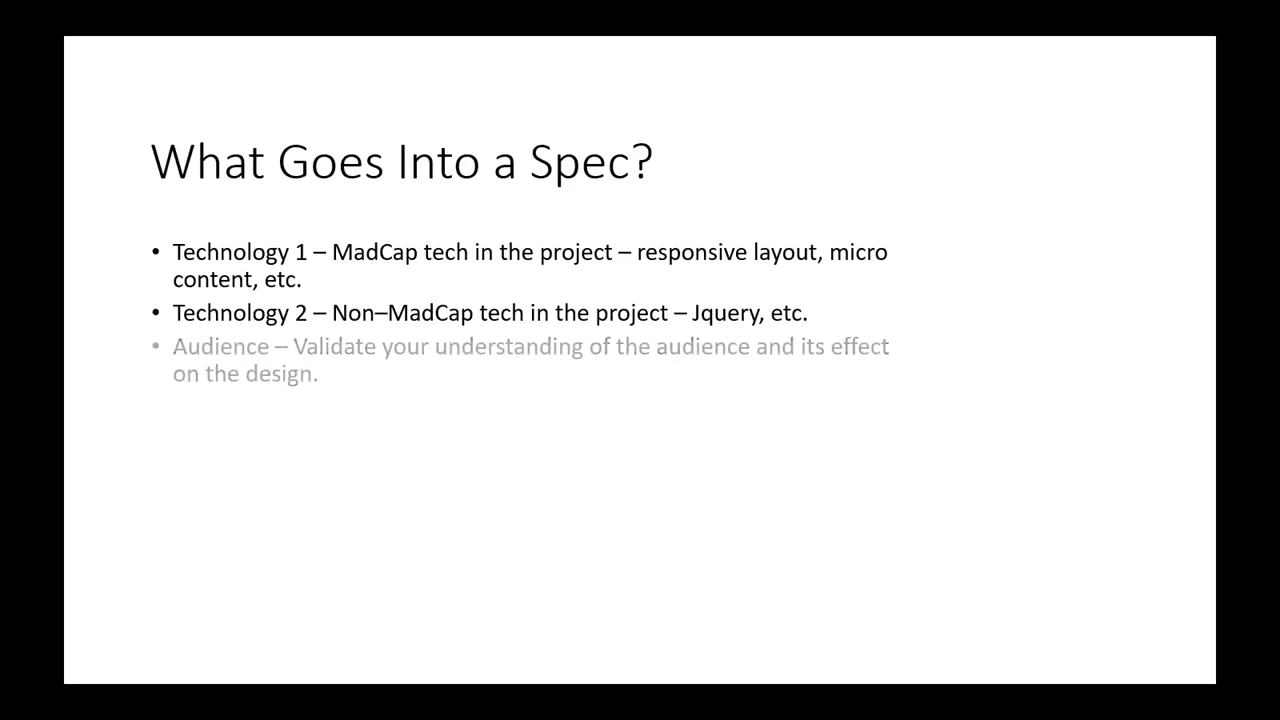 What Goes Into a Spec?
• Technology 1 – MadCap tech in the project – responsive layout, micro
content, etc.
• Technology 2 – Non–MadCap tech in the project – Jquery, etc.
• Audience – Validate your understanding of the audience and its effect
on the design.